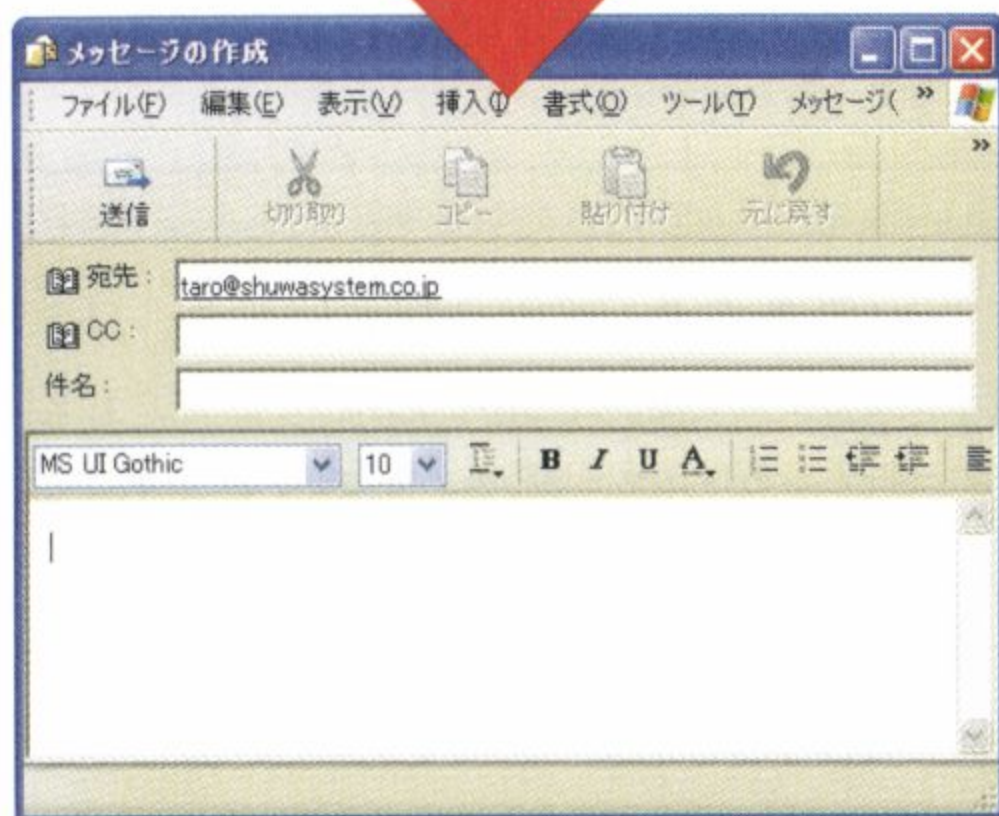 メッセージの作成
ファイル(F) 編集(E) 表示(V) 挿入(I) 書式(O) ツール(T) メッセージ( »
送信 切り取り コピー 貼り付け 元に戻す »
宛先: taro@shuwasystem.co.jp
CC:
件名:
MS UI Gothic 10 B I U A